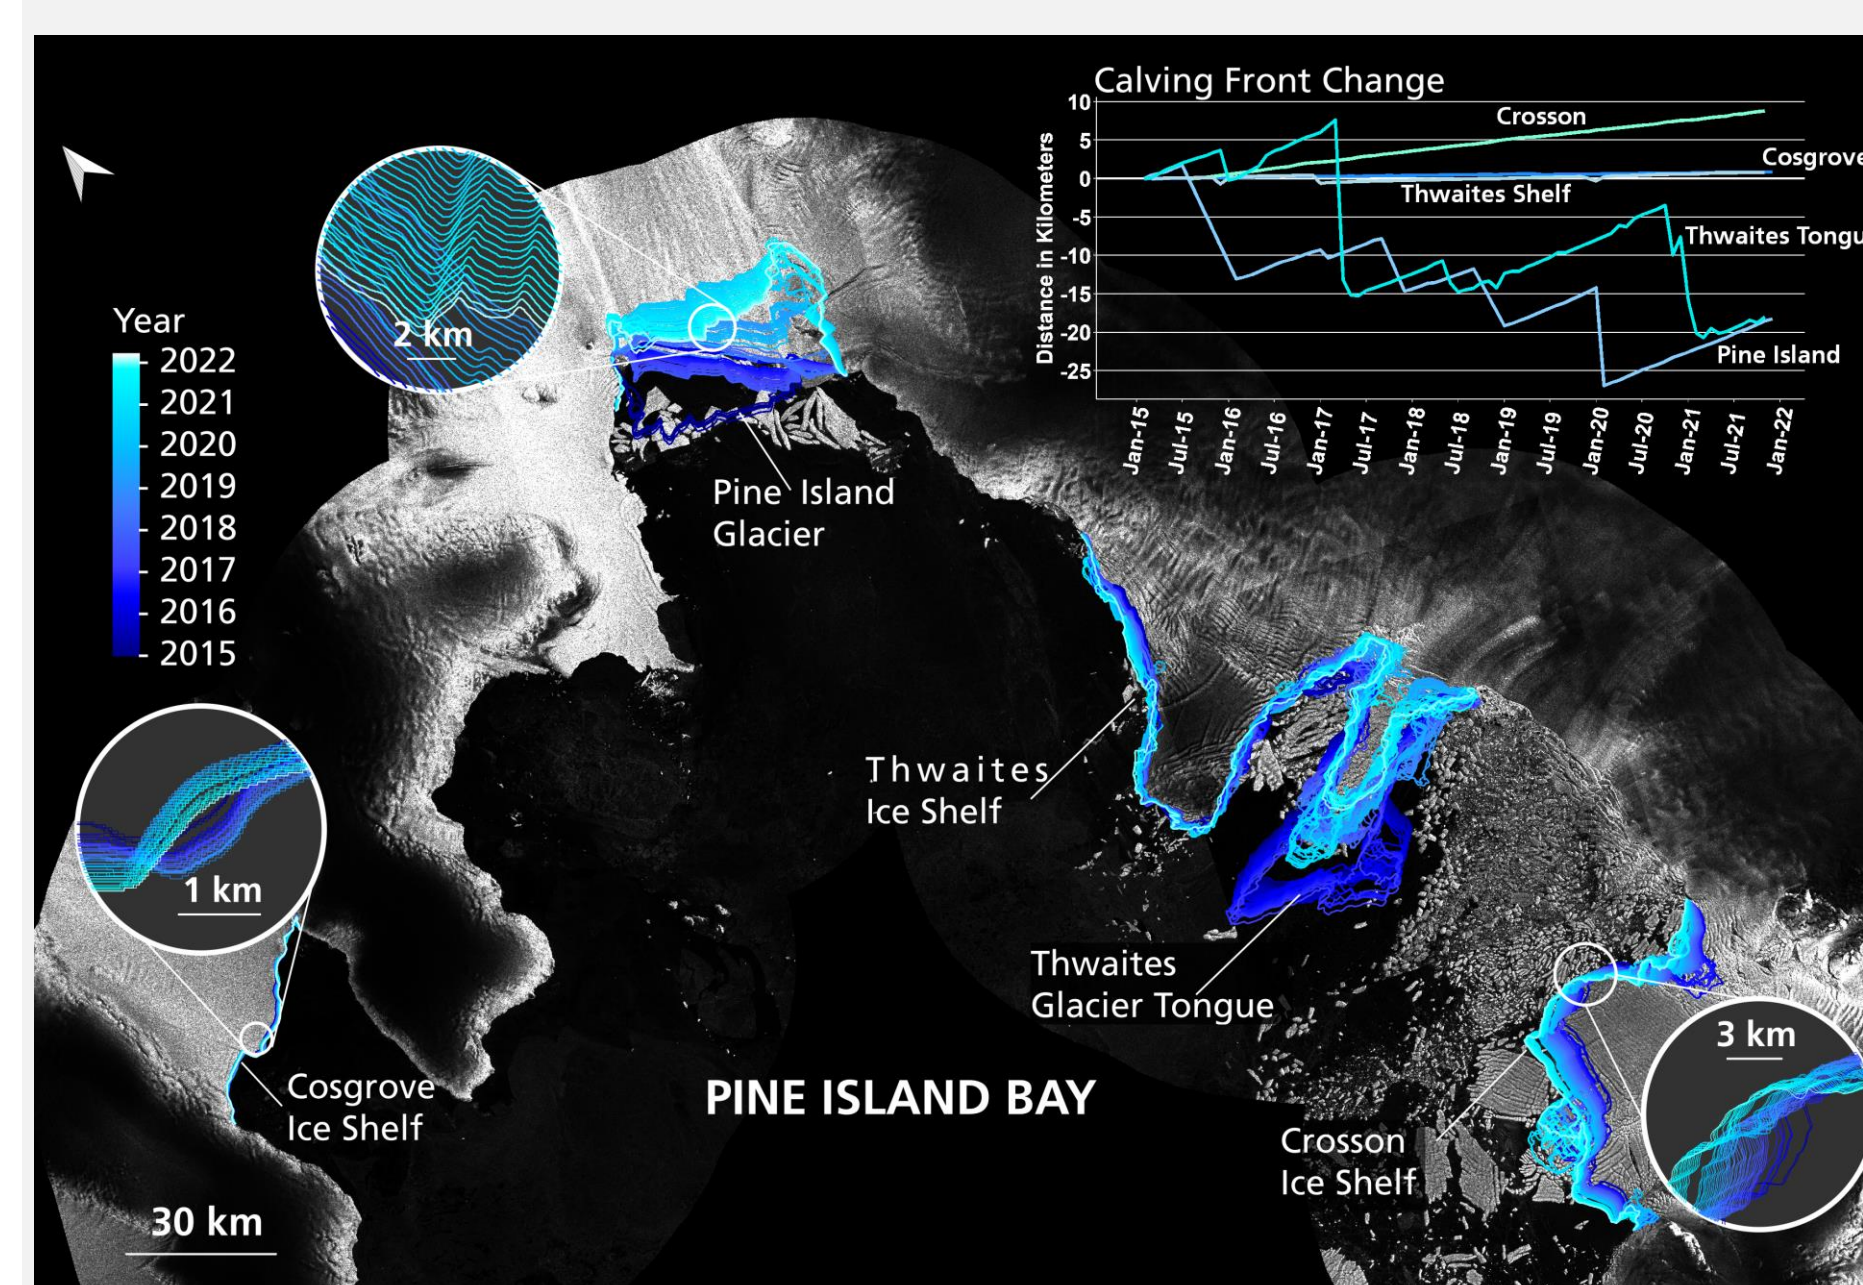 Calving Front Change
Distance in Kilometers
10
5
0
-5
-10
-15
-20
-25
Crosson
Cosgrove
Thwaites Shelf
Thwaites Tongu
Pine Island
Jan-15
Jul-15
Jan-16
Jul-16
Jan-17
Jul-17
Jan-18
Jul-18
Jan-19
Jul-19
Jan-20
Jul-20
Jan-21
Jul-21
Jan-22
2 km
Year
2022
2021
2020
2019
2018
2017
2016
2015
Pine Island
Glacier
Thwaites
Ice Shelf
1 km
Thwaites
Glacier Tongue
3 km
Cosgrove
Ice Shelf
PINE ISLAND BAY
Crosson
Ice Shelf
30 km